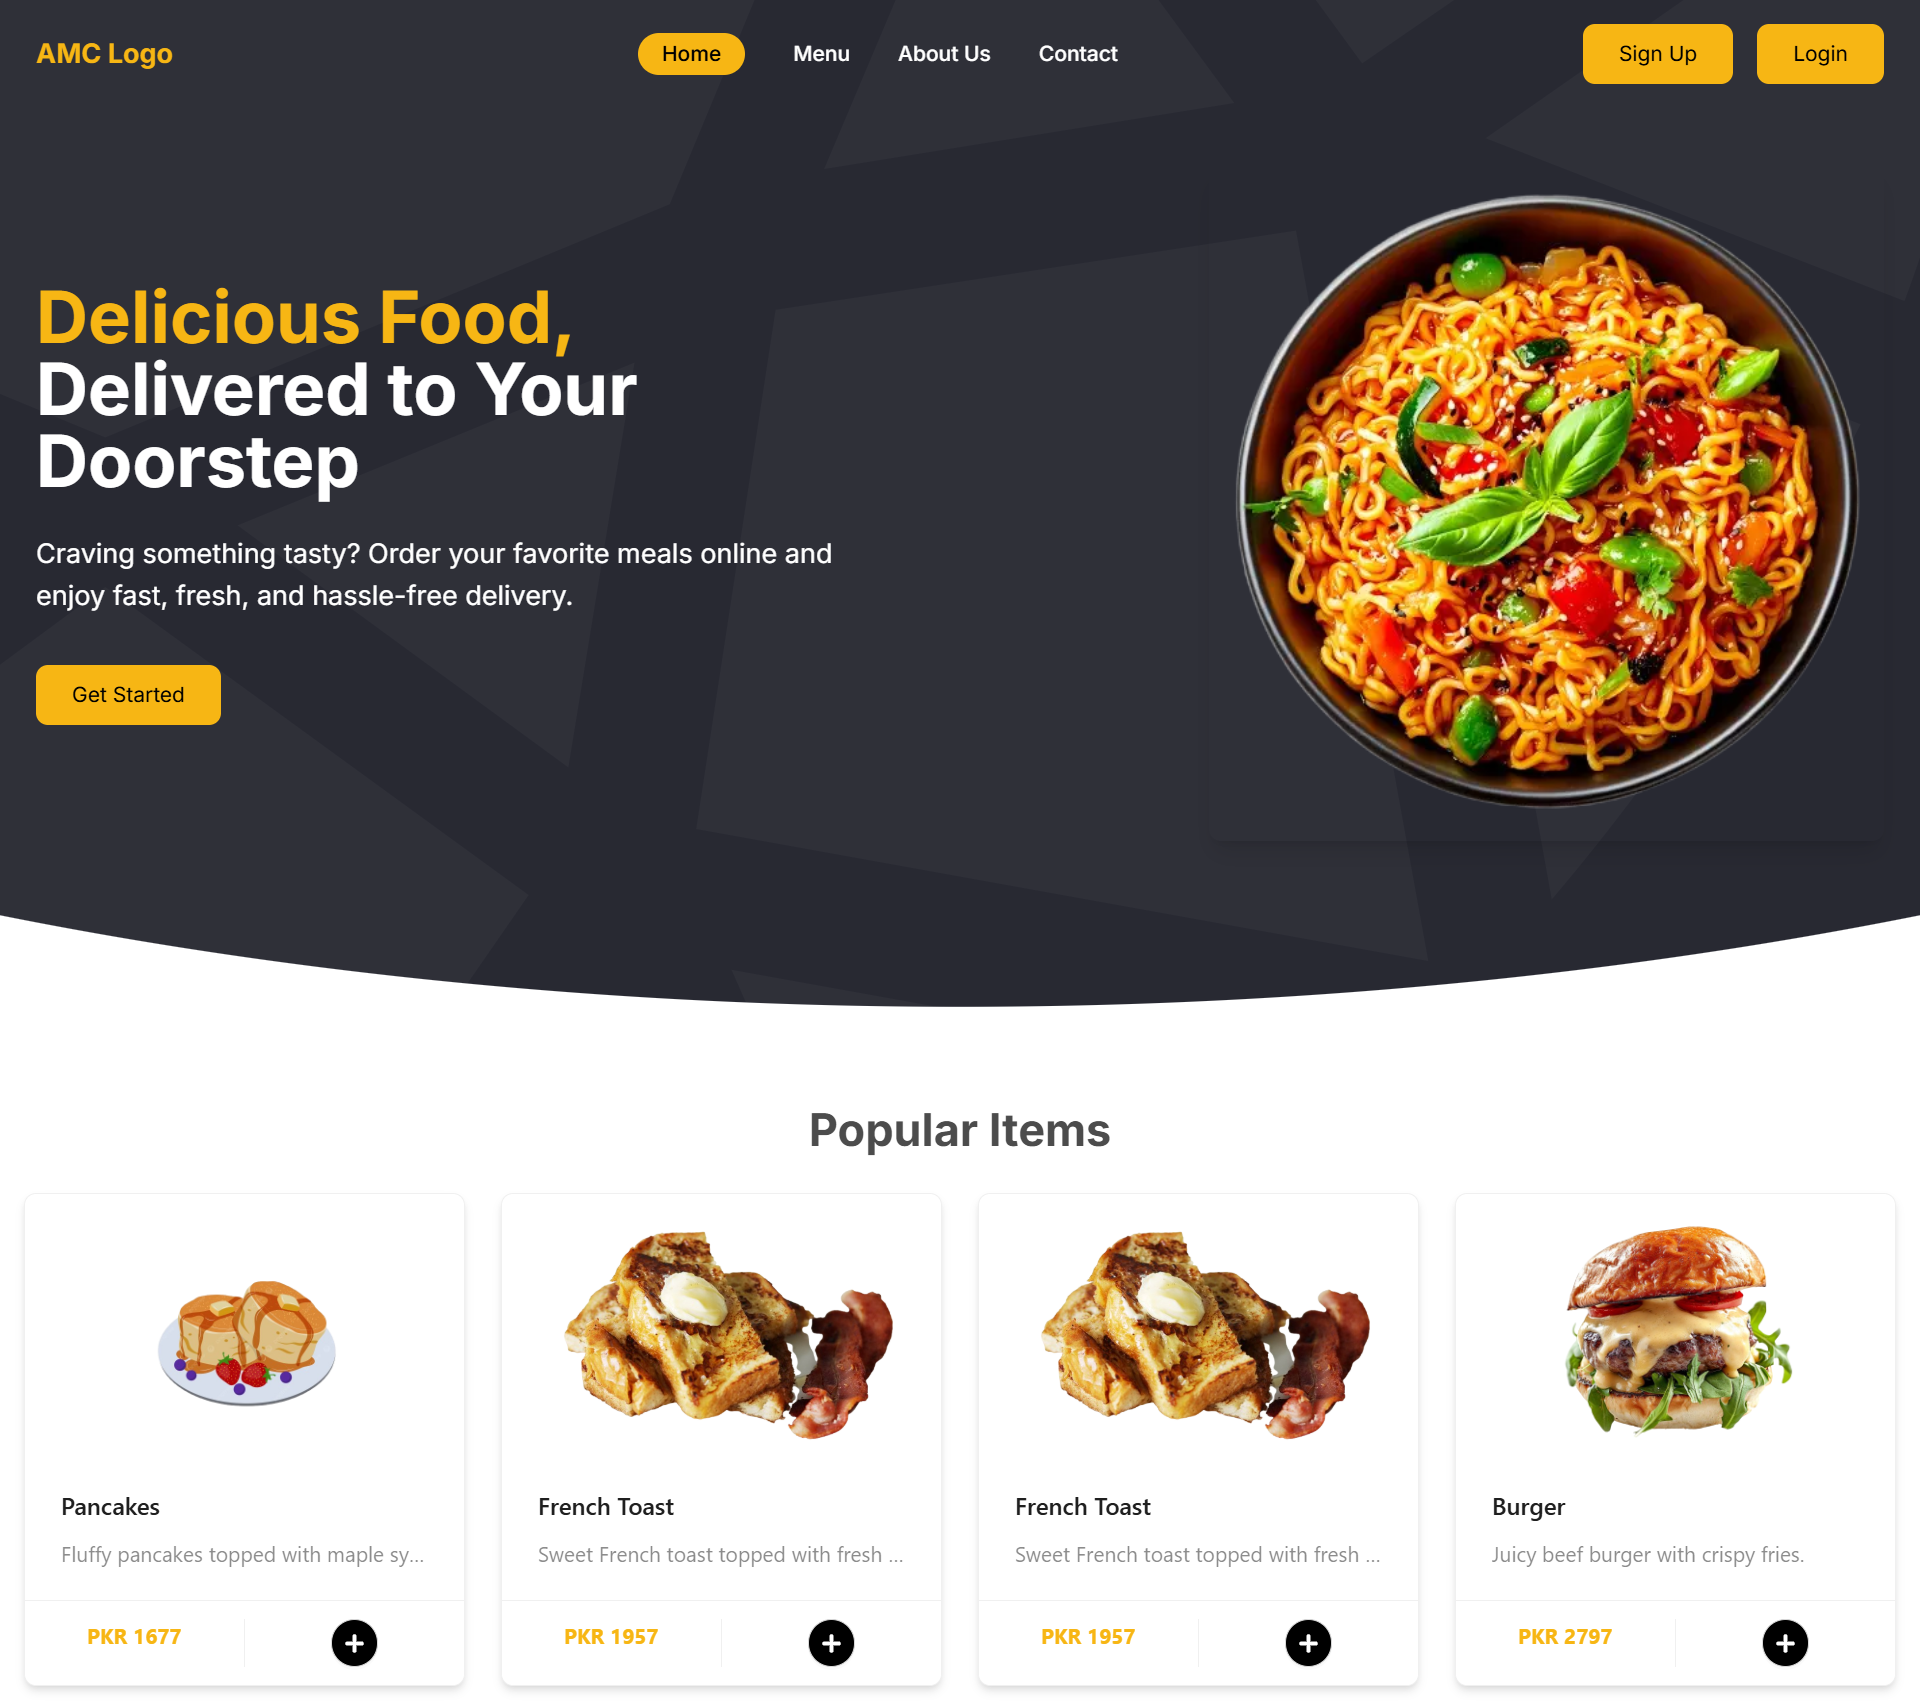 AMC Logo
Home
Menu
About Us
Contact
Sign Up
Login
Delicious Food,
Delivered to Your
Doorstep
Craving something tasty? Order your favorite meals online and
enjoy fast, fresh, and hassle-free delivery.
Get Started
Popular Items
Pancakes
Fluffy pancakes topped with maple sy...
PKR 1677
French Toast
Sweet French toast topped with fresh ...
PKR 1957
French Toast
Sweet French toast topped with fresh ...
PKR 1957
Burger
Juicy beef burger with crispy fries.
PKR 2797